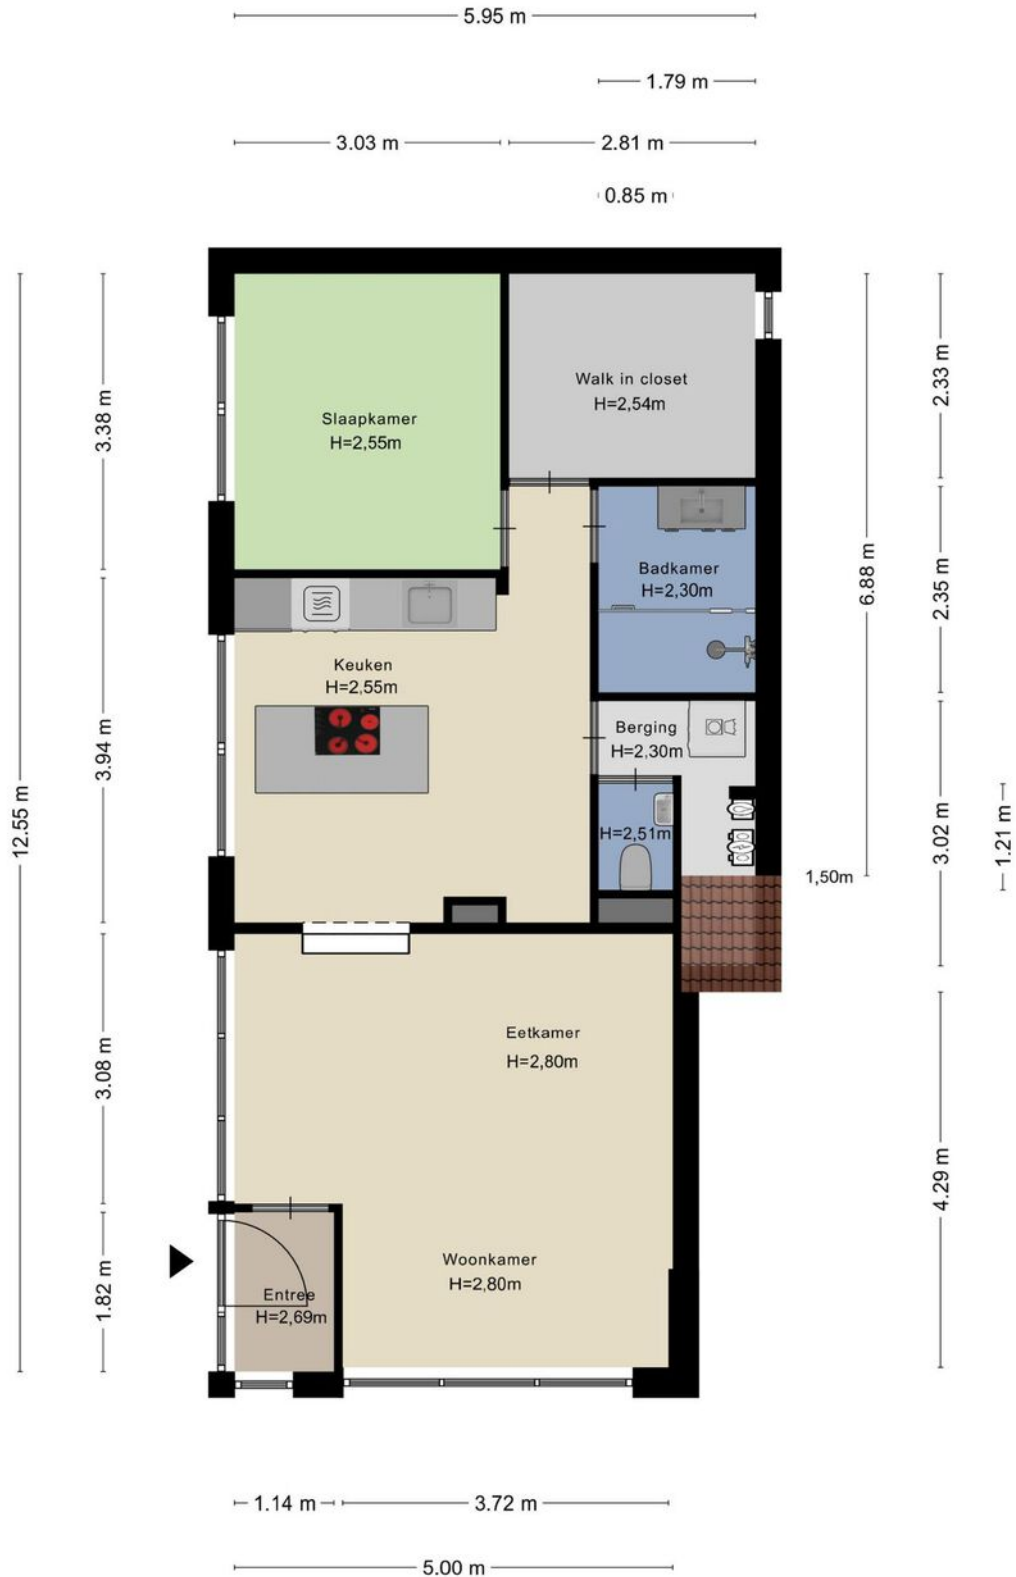 5.95 m
1.79 m
3.03 m
2.81 m
0.85 m
12.55 m
3.38 m
3.94 m
3.08 m
1.82 m
Slaapkamer
H=2,55m
Walk in closet
H=2,54m
Badkamer
H=2,30m
Keuken
H=2,55m
Berging
H=2,30m
H=2,51m
1,50m
Eetkamer
H=2,80m
Woonkamer
H=2,80m
Entree
H=2,69m
6.88 m
2.33 m
2.35 m
3.02 m
4.29 m
1.21 m
1.14 m
3.72 m
5.00 m